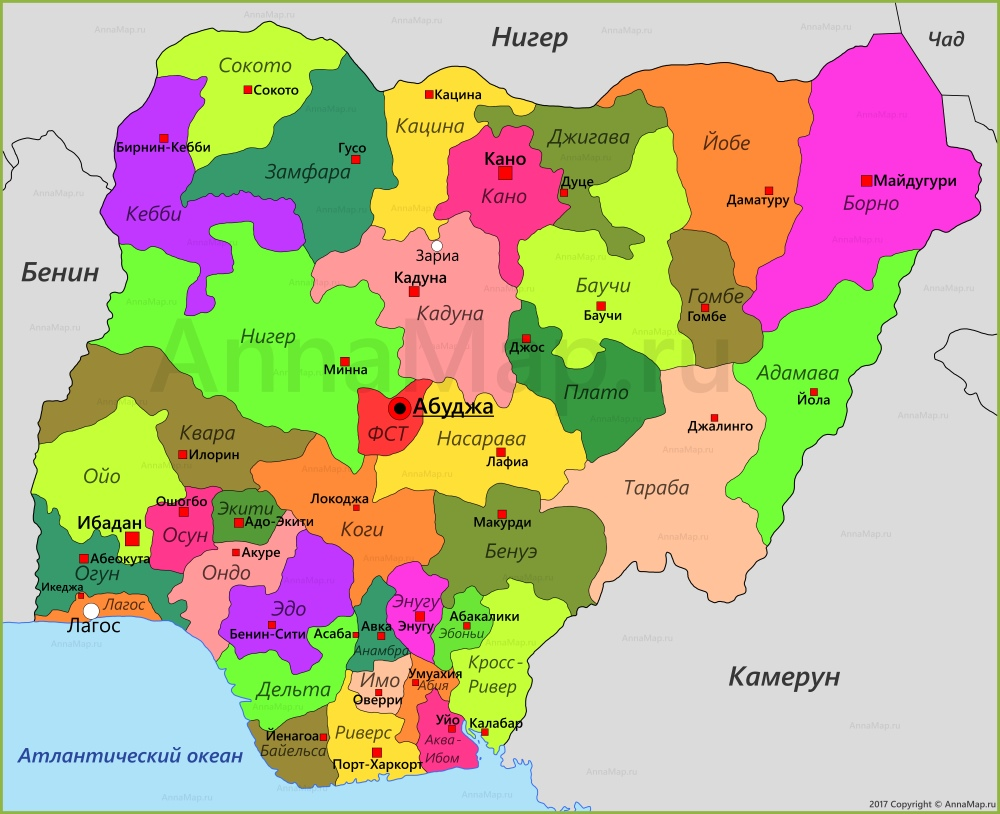 Нигер
Чад
Сокото
Сокото
Кацина
Кацина
Джигава
Йобе
Бирнин-Кебби
Гусо
Замфара
Кано
Кано
Дуце
Даматуру
Майдугури
Борно
Кебби
Бенин
Зариа
Кадуна
Кадуна
Баучи
Баучи
Гомбе
Гомбе
Нигер
Минна
Джос
AnnaMap.ru
Плато
Адамава
Йола
Абуджа
ФСТ
Насарава
Лафиа
Джалинго
Тараба
Квара
Илорин
Ойо
Ошогбо
Осун
Экити
Адо-Экити
Локоджа
Коги
Макурди
Бенуэ
Ибадан
Абеокута
Огун
Акуре
Ондо
Икеджа
Лагос
Лагос
Эдо
Бенин-Сити
Асаба
Авка
Анамбра
Энугу
Энугу
Абакалики
Эбоньи
Кросс-
Ривер
Камерун
Дельта
Имо
Оверри
Умуахия
Абия
Йенагоа
Байельса
Риверс
Порт-Харкорт
Уйо
Аква-
Ибом
Калабар
Атлантический океан
2017 Copyright © AnnaMap.ru